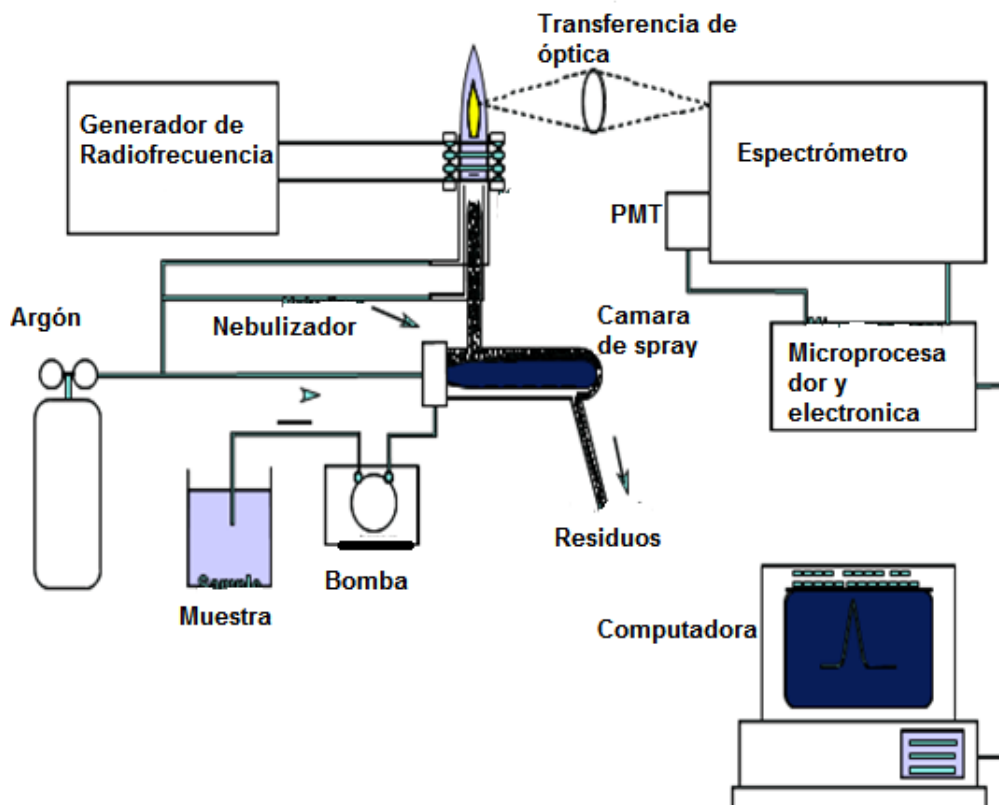 Transferencia de
óptica
Generador de
Radiofrecuencia
Espectrómetro
PMT
Argón
Nebulizador
Camara
de spray
Microprocesa
dor y
electronica
Sample
Muestra
Bomba
Residuos
Computadora